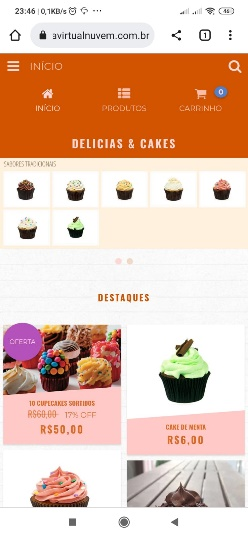 23:46 | 0,1KB/s
46
avirtualnuvem.com.br
1
INÍCIO
INÍCIO
PRODUTOS
0
CARRINHO
DELICIAS & CAKES
SABORES TRADICIONAIS
DESTAQUES
OFERTA
10 CUPCAKES SORTIDOS
R$60,00 17% OFF
R$50,00
CAKE DE MENTA
R$6,00